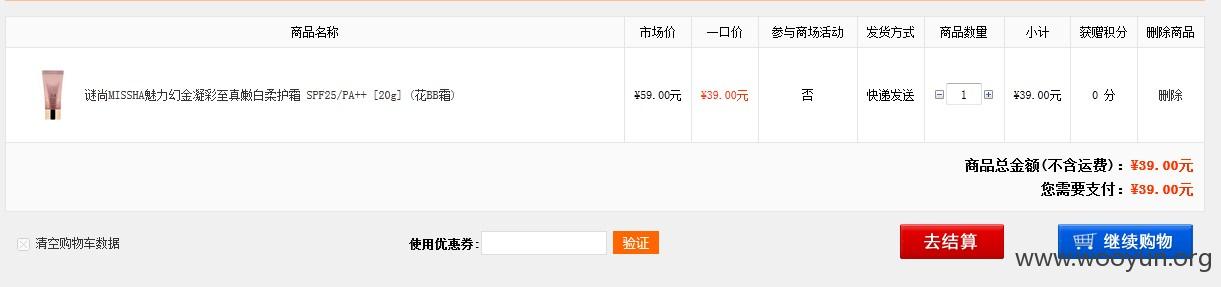 商品名称 市场价 一口价 参与商场活动 发货方式 商品数量 小计 获赠积分 删除商品
谜尚MISSHA魅力幻金凝彩至真嫩白柔护霜 SPF25/PA++ [20g] (花BB霜) ¥59.00元 ¥39.00元 否 快递发送 1 ¥39.00元 0 分 删除
商品总金额(不含运费): ¥39.00元
您需要支付: ¥39.00元
清空购物车数据 使用优惠券: 验证 去结算 继续购物
www.wooyun.org